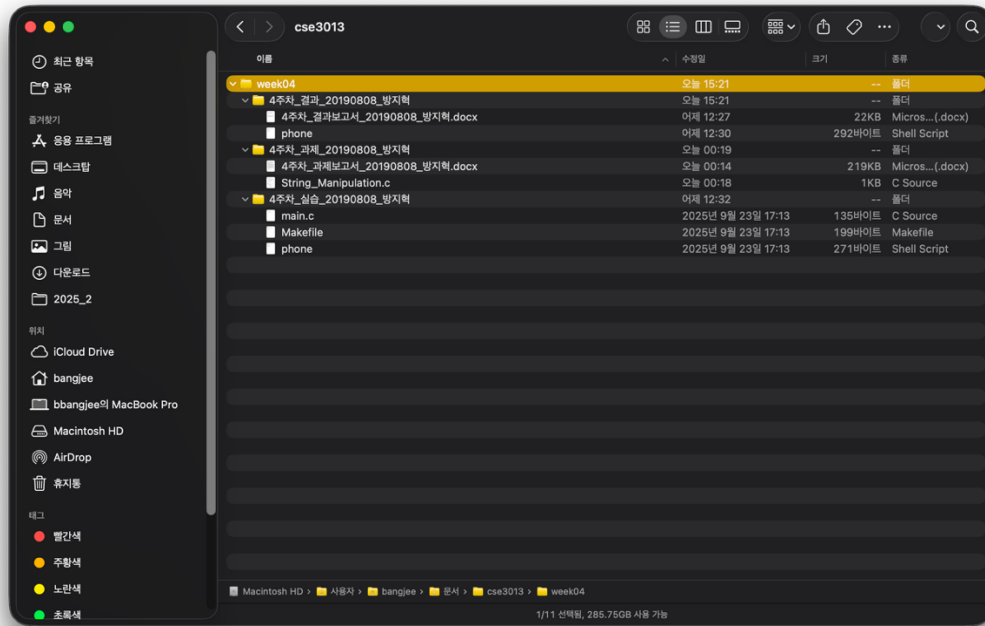 cse3013
최근 항목
공유
즐겨찾기
응용 프로그램
데스크탑
음악
문서
그림
다운로드
2025_2
위치
iCloud Drive
bangjee
bbangjee의 MacBook Pro
Macintosh HD
AirDrop
휴지통
태그
빨간색
주황색
노란색
초록색
이름 수정일 크기 종류
week04 오늘 15:21 -- 폴더
4주차_결과_20190808_방지혁 오늘 15:21 -- 폴더
4주차_결과보고서_20190808_방지혁.docx 어제 12:27 22KB Micros...(.docx)
phone 어제 12:30 292바이트 Shell Script
4주차_과제_20190808_방지혁 오늘 00:19 -- 폴더
4주차_과제보고서_20190808_방지혁.docx 오늘 00:14 219KB Micros...(.docx)
String_Manipulation.c 오늘 00:18 1KB C Source
4주차_실습_20190808_방지혁 어제 12:32 -- 폴더
main.c 2025년 9월 23일 17:13 135바이트 C Source
Makefile 2025년 9월 23일 17:13 199바이트 Makefile
phone 2025년 9월 23일 17:13 271바이트 Shell Script
Macintosh HD › 사용자 › bangjee › 문서 › cse3013 › week04
1/11 선택됨, 285.75GB 사용 가능